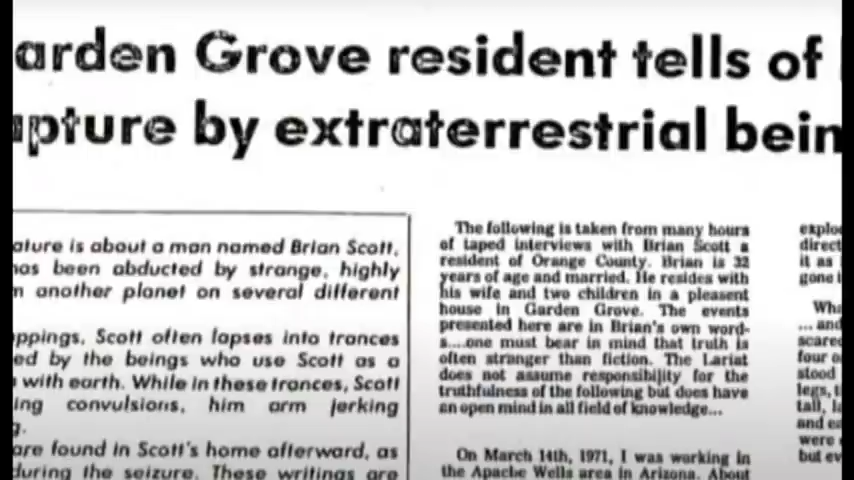 arden Grove resident tells of
pture by extraterrestrial bein
ature is about a man named Brian Scott,
as been abducted by strange, highly
m another planet on several different
ppings, Scott often lapses into trances
ed by the beings who use Scott as a
with earth. While in these trances, Scott
ing convulsions, him arm jerking
g.
are found in Scott's home afterward, as
during the seizure. These writings are
The following is taken from many hours
of taped interviews with Brian Scott a
resident of Orange County. Brian is 32
years of age and married. He resides with
his wife and two children in a pleasent
house in Garden Grove. The events
presented here are in Brian's own word-
s...one must bear in mind that truth is
often stranger than fiction. The Lariat
does not assume responsibility for the
truthfulness of the following but does have
an open mind in all field of knowledge...
On March 14th, 1971, I was working in
the Apache Wells area in Arizona. About
explo
direct
it as
gone i
Wha
... and
scared
four o
stood
legs, t
tall, la
and ea
were
but ev